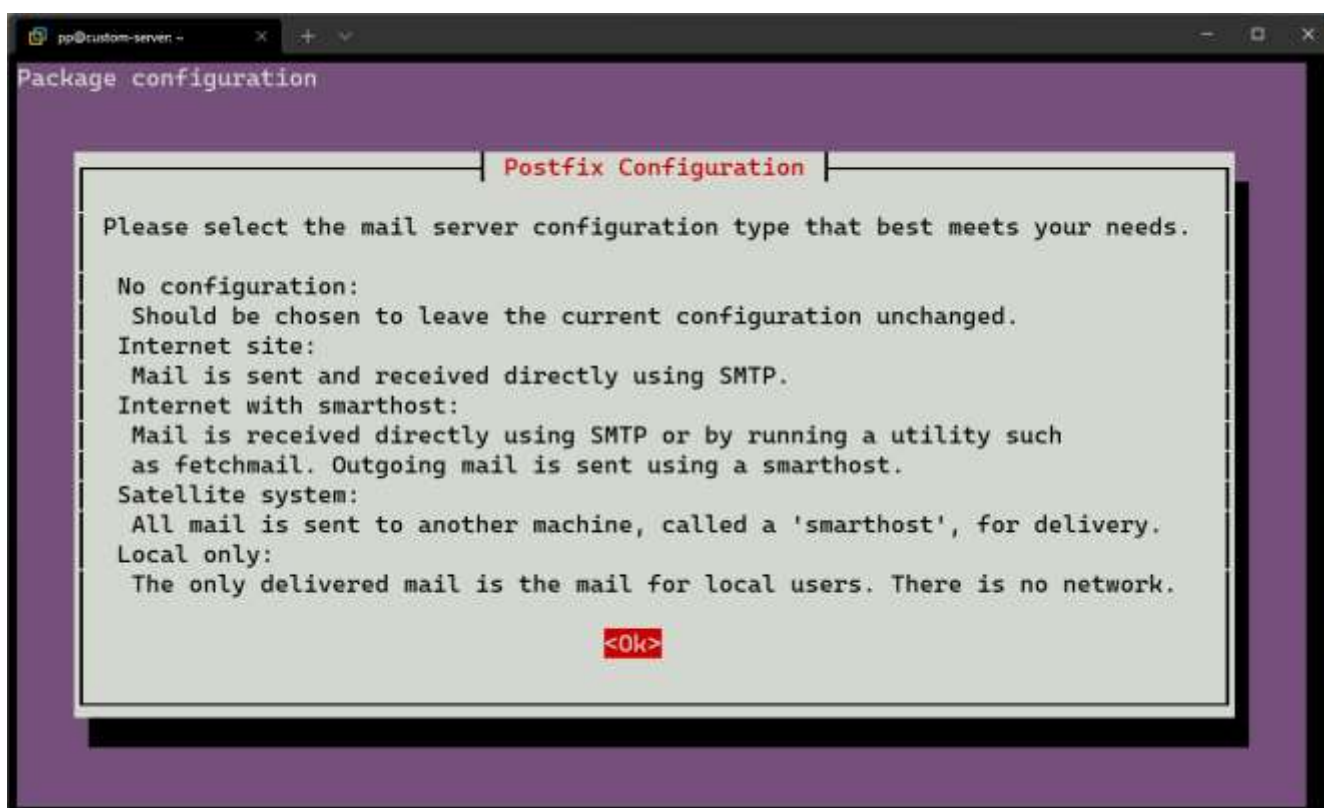 pp@custom-server: ~
Package configuration
Postfix Configuration
Please select the mail server configuration type that best meets your needs.
No configuration:
Should be chosen to leave the current configuration unchanged.
Internet site:
Mail is sent and received directly using SMTP.
Internet with smarthost:
Mail is received directly using SMTP or by running a utility such
as fetchmail. Outgoing mail is sent using a smarthost.
Satellite system:
All mail is sent to another machine, called a 'smarthost', for delivery.
Local only:
The only delivered mail is the mail for local users. There is no network.
<Ok>